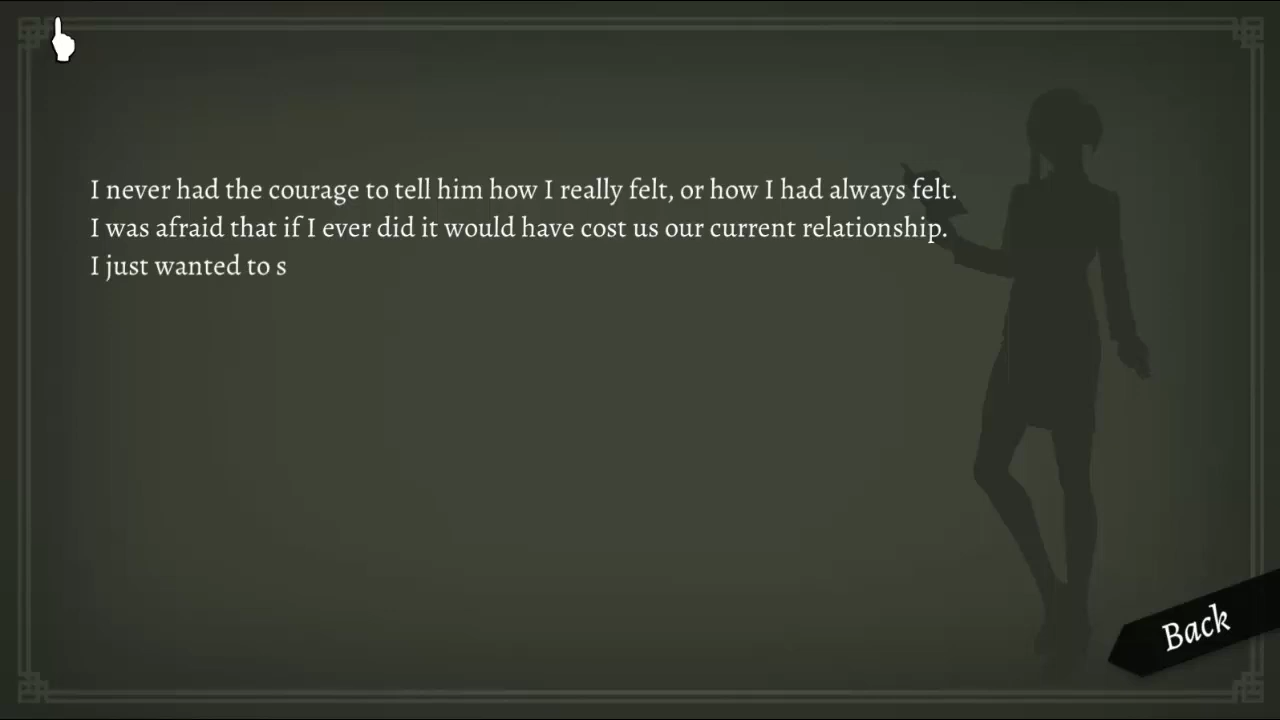 I never had the courage to tell him how I really felt, or how I had always felt.
I was afraid that if I ever did it would have cost us our current relationship.
I just wanted to s
Back